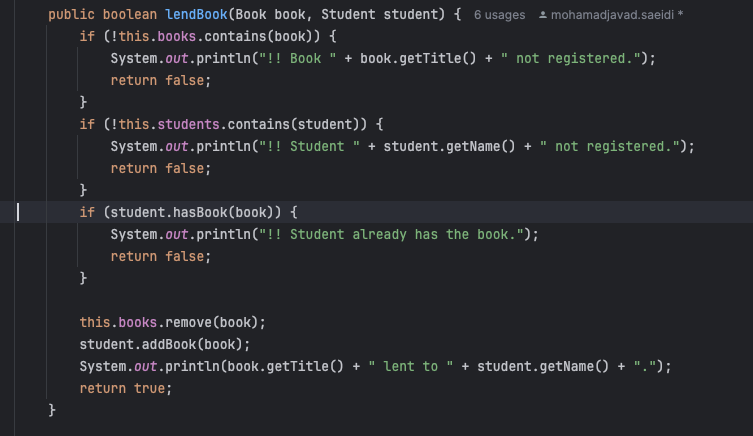 public boolean lendBook(Book book, Student student) { 6 usages mohamadjavad.saeidi *
if (!this.books.contains(book)) {
System.out.println("!! Book " + book.getTitle() + " not registered.");
return false;
}
if (!this.students.contains(student)) {
System.out.println("!! Student " + student.getName() + " not registered.");
return false;
}
if (student.hasBook(book)) {
System.out.println("!! Student already has the book.");
return false;
}
this.books.remove(book);
student.addBook(book);
System.out.println(book.getTitle() + " lent to " + student.getName() + ".");
return true;
}